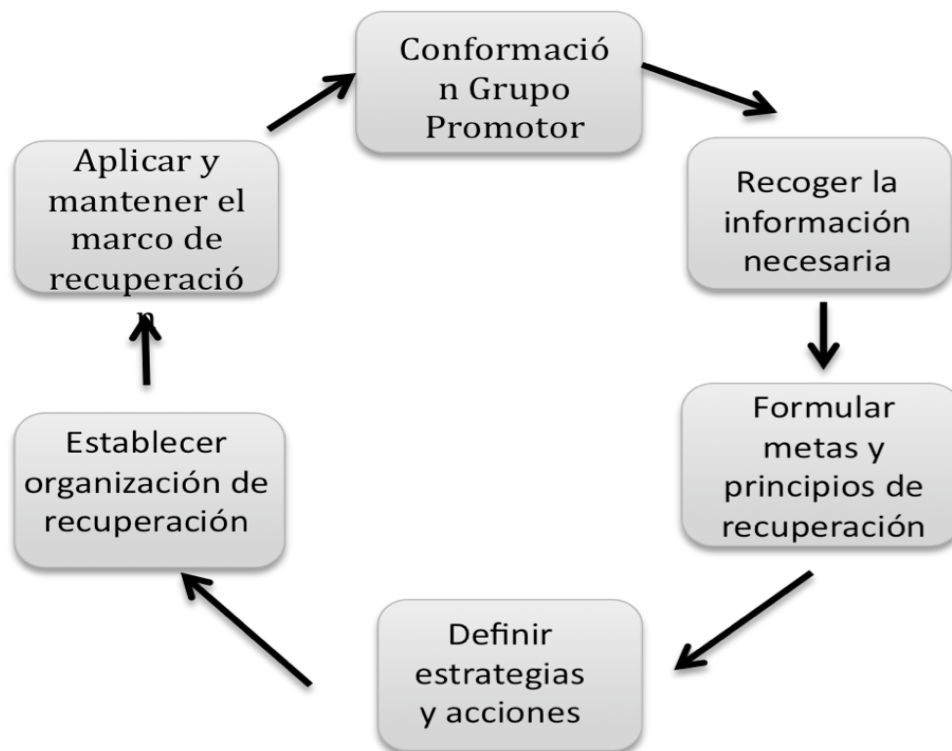 Conformació
n Grupo
Promotor
Recoger la
información
necesaria
Formular
metas y
principios de
recuperación
Definir
estrategias
y acciones
Establecer
organización de
recuperación
Aplicar y
mantener el
marco de
recuperació
n